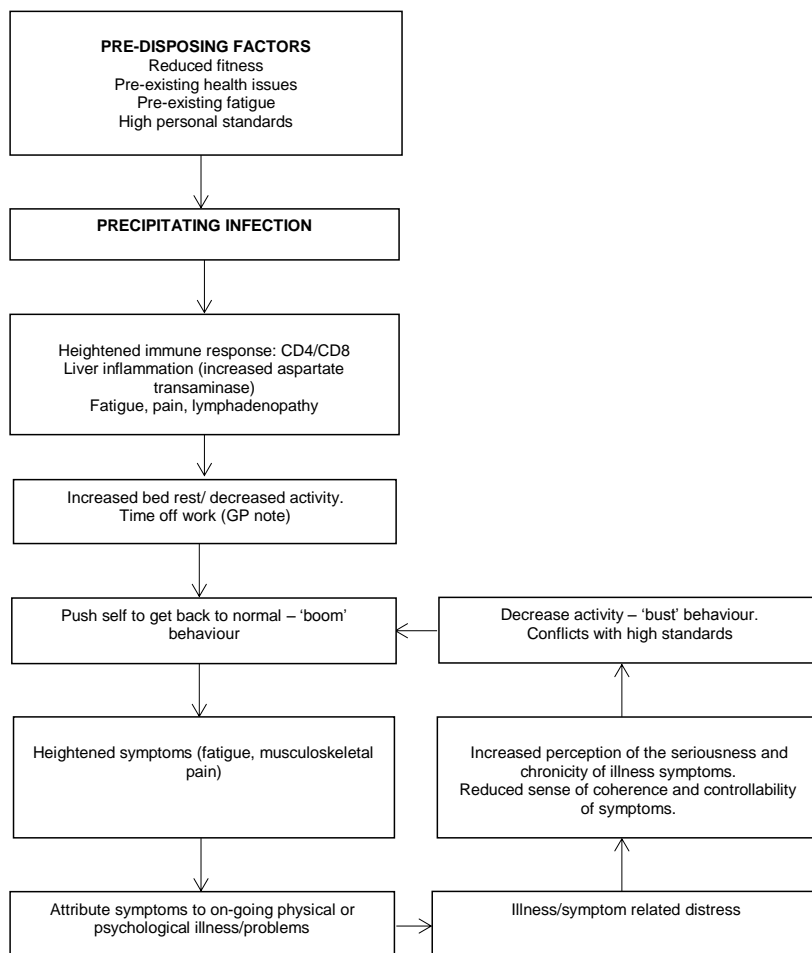 PRE-DISPOSING FACTORS
Reduced fitness
Pre-existing health issues
Pre-existing fatigue
High personal standards
PRECIPITATING INFECTION
Heightened immune response: CD4/CD8
Liver inflammation (increased aspartate
transaminase)
Fatigue, pain, lymphadenopathy
Increased bed rest/ decreased activity.
Time off work (GP note)
Push self to get back to normal – ‘boom’
behaviour
Decrease activity – ‘bust’ behaviour.
Conflicts with high standards
Heightened symptoms (fatigue, musculoskeletal
pain)
Increased perception of the seriousness and
chronicity of illness symptoms.
Reduced sense of coherence and controllability
of symptoms.
Attribute symptoms to on-going physical or
psychological illness/problems
Illness/symptom related distress